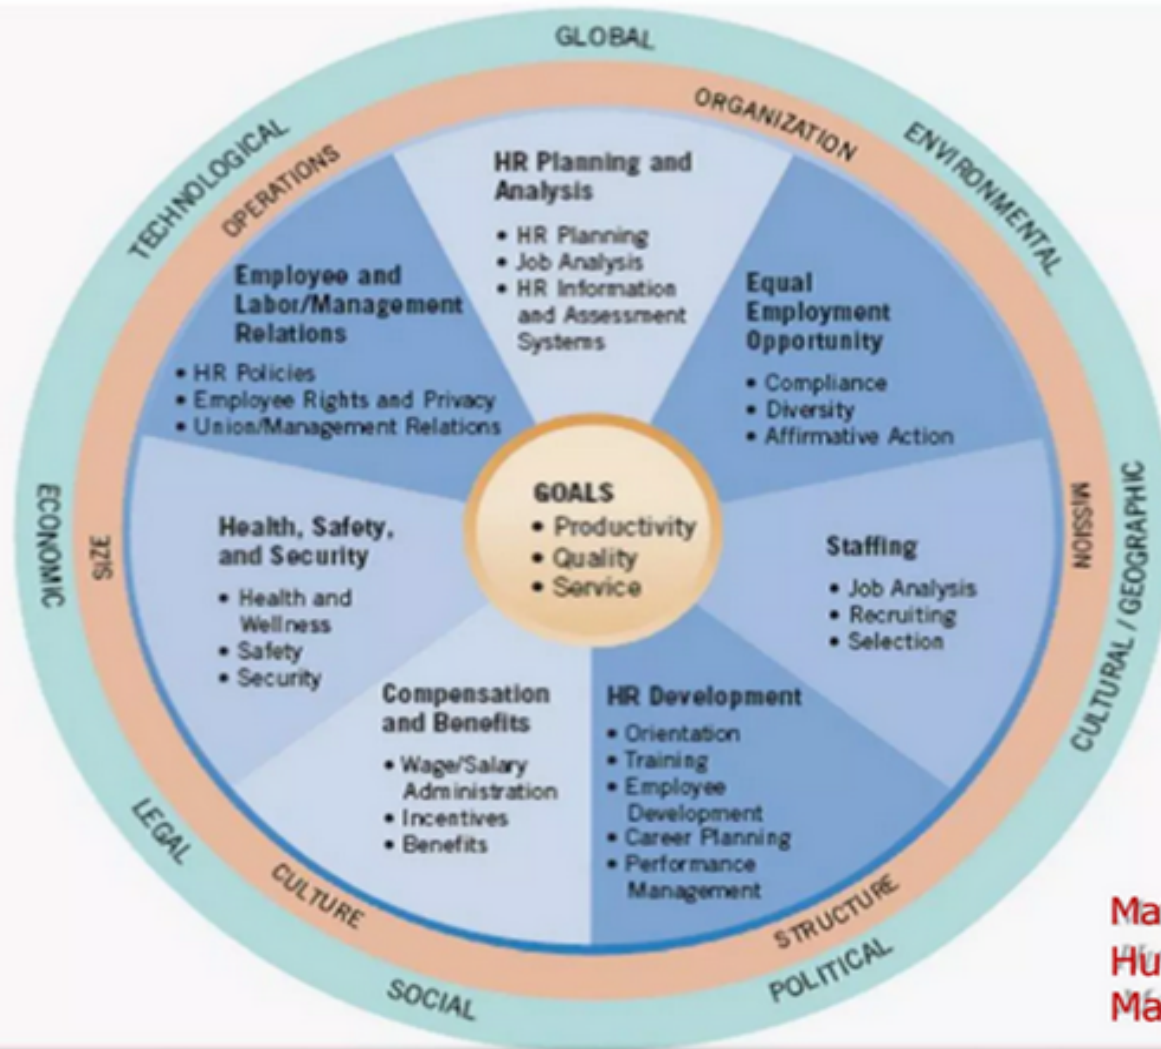 GLOBAL
ORGANIZATION
ENVIRONMENTAL
TECHNOLOGICAL
OPERATIONS
HR Planning and
Analysis
• HR Planning
• Job Analysis
• HR Information
and Assessment
Systems
Employee and
Labor/Management
Relations
• HR Policies
• Employee Rights and Privacy
• Union/Management Relations
Equal
Employment
Opportunity
• Compliance
• Diversity
• Affirmative Action
GOALS
• Productivity
• Quality
• Service
ECONOMIC
SIZE
Health, Safety,
and Security
• Health and
Wellness
• Safety
• Security
Staffing
• Job Analysis
• Recruiting
• Selection
MISSION
CULTURAL / GEOGRAPHIC
Compensation
and Benefits
• Wage/Salary
Administration
• Incentives
• Benefits
HR Development
• Orientation
• Training
• Employee
Development
• Career Planning
• Performance
Management
LEGAL
CULTURE
STRUCTURE
SOCIAL
POLITICAL
Ma
Hu
Ma